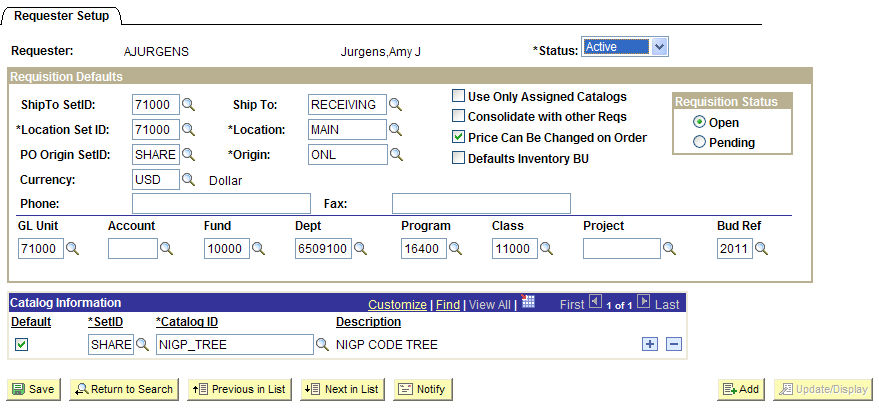 Requester Setup
Requester: AJURGENS Jurgens,Amy J *Status: Active
Requisition Defaults
ShipTo SetID: 71000 Ship To: RECEIVING Use Only Assigned Catalogs Requisition Status
*Location Set ID: 71000 *Location: MAIN Consolidate with other Reqs Open
PO Origin SetID: SHARE *Origin: ONL Price Can Be Changed on Order Pending
Currency: USD Dollar Defaults Inventory BU
Phone: Fax:
GL Unit Account Fund Dept Program Class Project Bud Ref
71000 10000 6509100 16400 11000 2011
Catalog Information Customize | Find | View All | First 1 of 1 Last
Default *SetID *Catalog ID Description
SHARE NIGP_TREE NIGP CODE TREE
Save Return to Search Previous in List Next in List Notify Add Update/Display